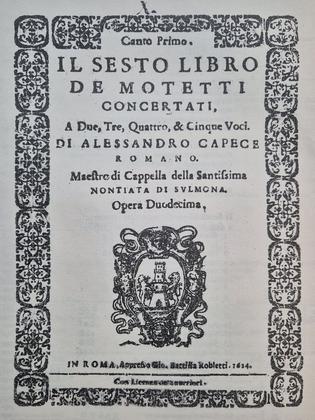 Canto Primo.
IL SESTO LIBRO
DE MOTETTI
CONCERTATI,
A Due, Tre, Quattro, & Cinque Voci.
DI ALESSANDRO CAPECE
ROMANO.
Maestro di Cappella della Santissima
NONTIATA DI SVLMONA.
Opera Duodecima,
IN ROMA, Appresso Gio. Battista Robletti. 1624.
Con Licenza de' Superiori.